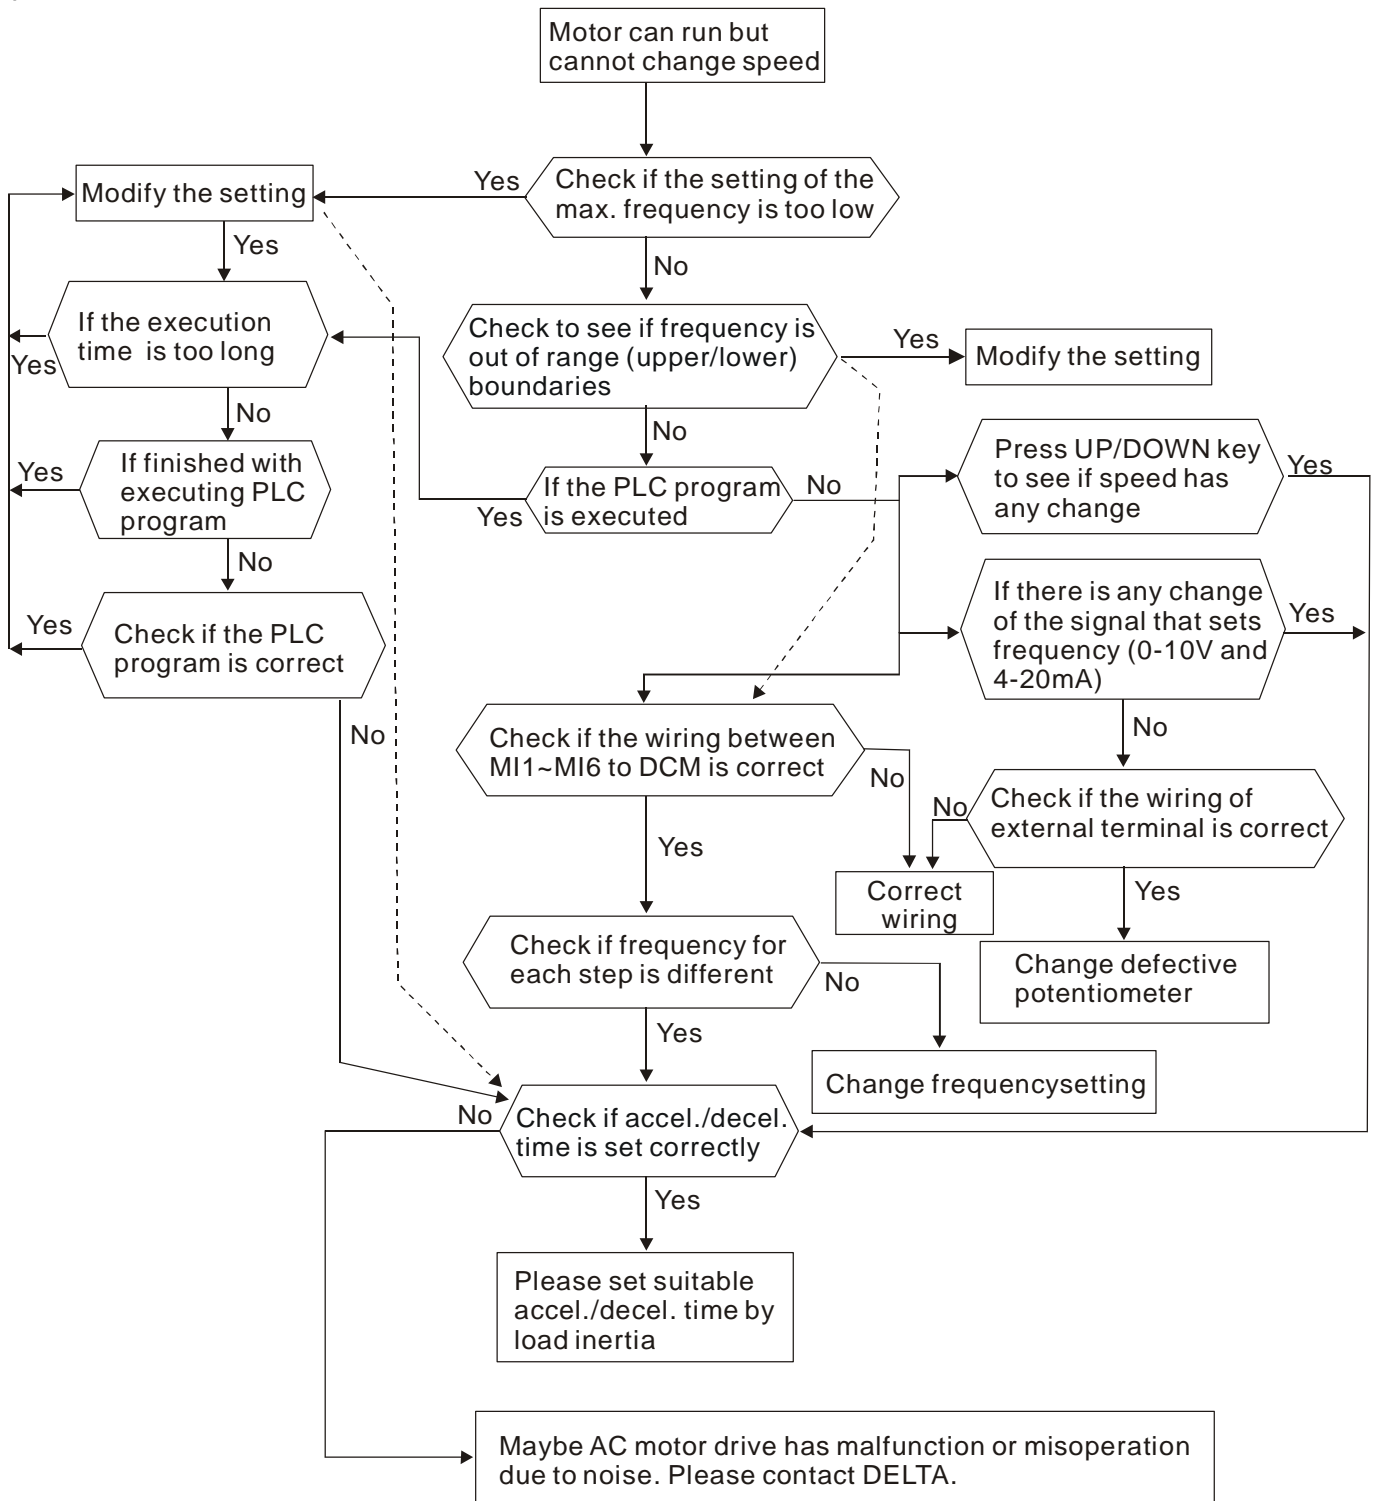 Motor can run but
cannot change speed
Yes
Check if the setting of the
max. frequency is too low
Modify the setting
Yes
No
If the execution
time is too long
Yes
Check to see if frequency is
out of range (upper/lower)
boundaries
Yes
Modify the setting
No
No
If finished with
executing PLC
program
Yes
If the PLC program
is executed
Yes
No
Press UP/DOWN key
to see if speed has
any change
Yes
No
Check if the PLC
program is correct
Yes
No
If there is any change
of the signal that sets
frequency (0-10V and
4-20mA)
Yes
No
Check if the wiring between
MI1~MI6 to DCM is correct
No
Yes
Check if the wiring of
external terminal is correct
No
Yes
Correct
wiring
Change defective
potentiometer
Check if frequency for
each step is different
No
Yes
Change frequencysetting
Check if accel./decel.
time is set correctly
No
Yes
Please set suitable
accel./decel. time by
load inertia
Maybe AC motor drive has malfunction or misoperation
due to noise. Please contact DELTA.